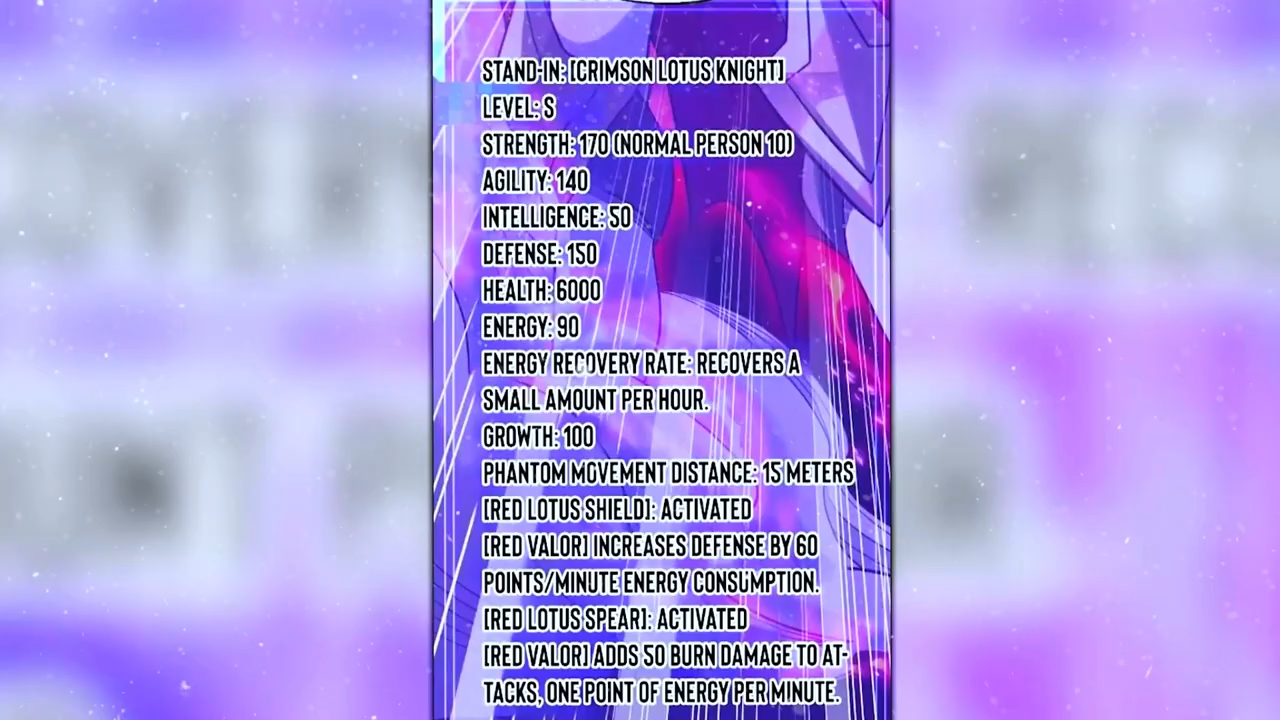 STAND-IN: [CRIMSON LOTUS KNIGHT]
LEVEL: S
STRENGTH: 170 (NORMAL PERSON 10)
AGILITY: 140
INTELLIGENCE: 50
DEFENSE: 150
HEALTH: 6000
ENERGY: 90
ENERGY RECOVERY RATE: RECOVERS A
SMALL AMOUNT PER HOUR.
GROWTH: 100
PHANTOM MOVEMENT DISTANCE: 15 METERS
[RED LOTUS SHIELD]: ACTIVATED
[RED VALOR] INCREASES DEFENSE BY 60
POINTS/MINUTE ENERGY CONSUMPTION.
[RED LOTUS SPEAR]: ACTIVATED
[RED VALOR] ADDS 50 BURN DAMAGE TO AT-
TACKS, ONE POINT OF ENERGY PER MINUTE.